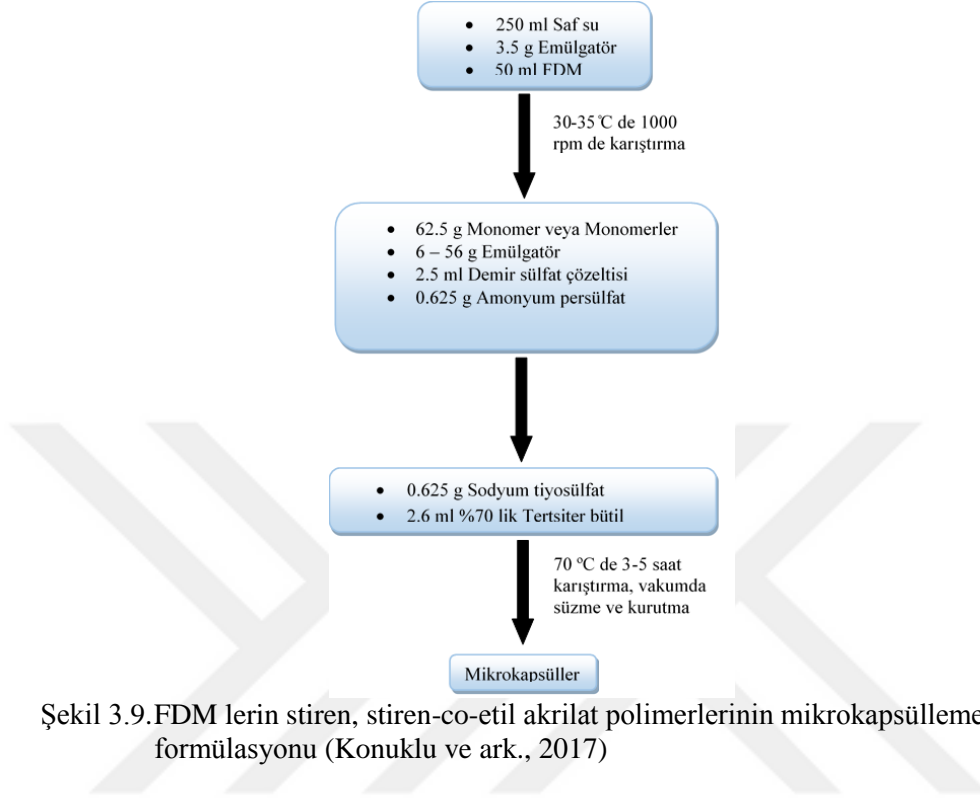 • 250 ml Saf su
• 3.5 g Emülgatör
• 50 ml FDM
30-35 ℃ de 1000
rpm de karıştırma
• 62.5 g Monomer veya Monomerler
• 6 – 56 g Emülgatör
• 2.5 ml Demir sülfat çözeltisi
• 0.625 g Amonyum persülfat
• 0.625 g Sodyum tiyosülfat
• 2.6 ml %70 lik Tertsiter bütil
70 ºC de 3-5 saat
karıştırma, vakumda
süzme ve kurutma
Mikrokapsüller
Şekil 3.9.FDM lerin stiren, stiren-co-etil akrilat polimerlerinin mikrokapsülleme
formülasyonu (Konuklu ve ark., 2017)